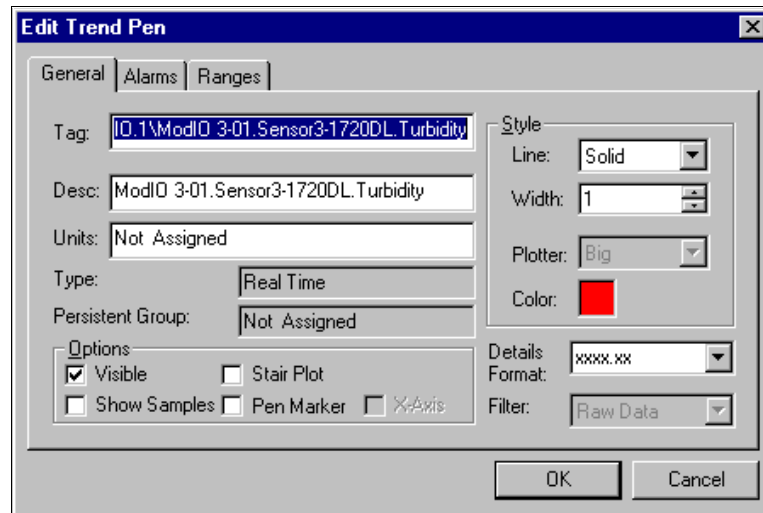 Edit Trend Pen
General Alarms Ranges
Tag: IO.1\ModIO 3-01.Sensor3-1720DL.Turbidity
Desc: ModIO 3-01.Sensor3-1720DL.Turbidity
Units: Not Assigned
Type: Real Time
Persistent Group: Not Assigned
Options
Visible Stair Plot
Show Samples Pen Marker X-Axis
Style
Line: Solid
Width: 1
Plotter: Big
Color:
Details Format: xxxx.xx
Filter: Raw Data
OK Cancel